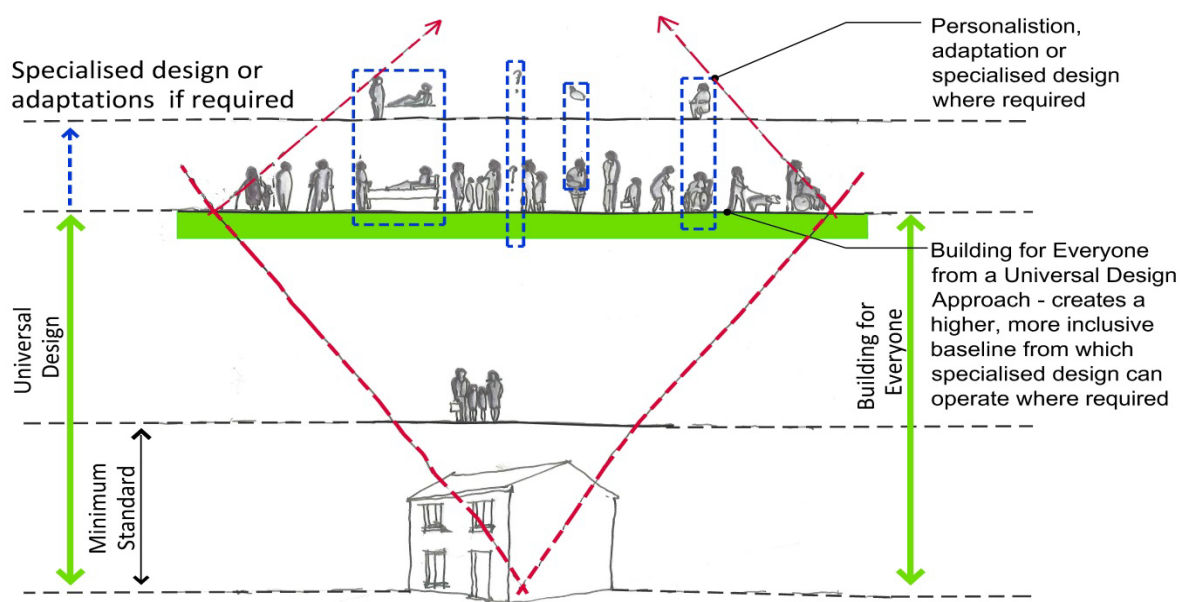 Personalistion,
adaptation or
specialised design
where required
Specialised design or
adaptations if required
?
?
Building for Everyone
from a Universal Design
Approach - creates a
higher, more inclusive
baseline from which
specialised design can
operate where required
Universal
Design
Building for
Everyone
Minimum
Standard